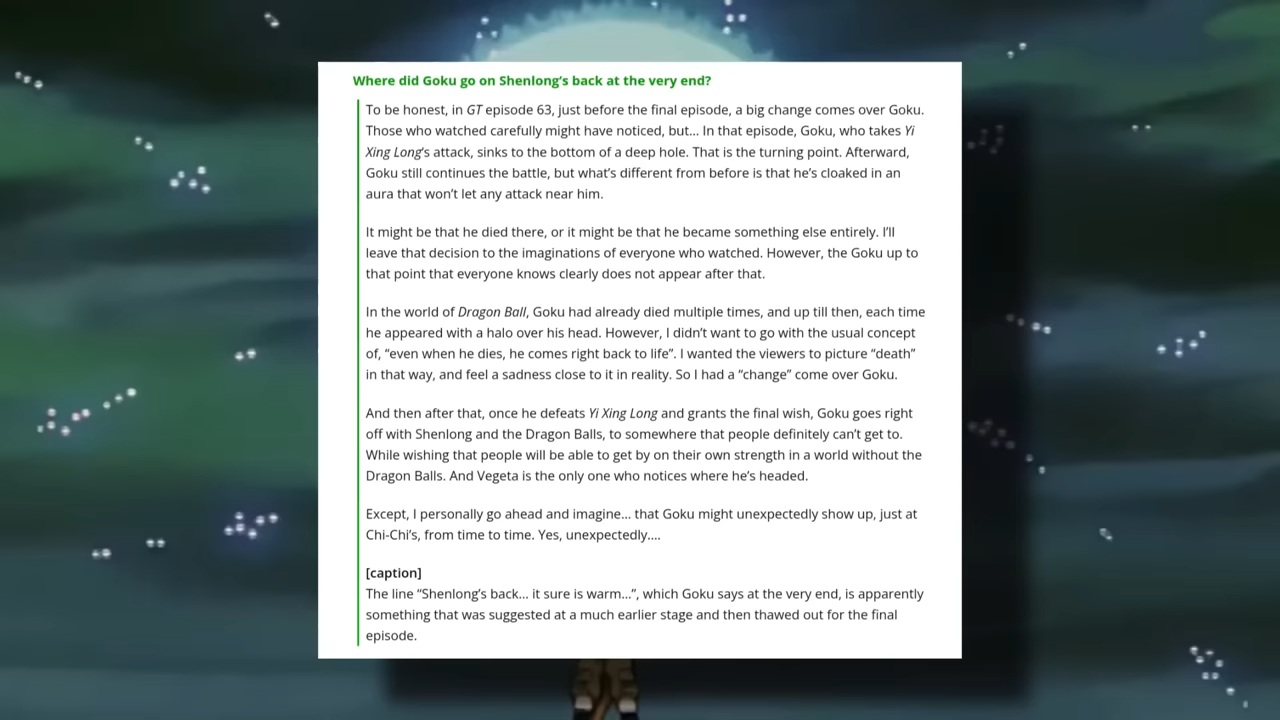 Where did Goku go on Shenlong's back at the very end?
To be honest, in GT episode 63, just before the final episode, a big change comes over Goku.
Those who watched carefully might have noticed, but... In that episode, Goku, who takes Yi
Xing Long's attack, sinks to the bottom of a deep hole. That is the turning point. Afterward,
Goku still continues the battle, but what's different from before is that he's cloaked in an
aura that won't let any attack near him.
It might be that he died there, or it might be that he became something else entirely. I'll
leave that decision to the imaginations of everyone who watched. However, the Goku up to
that point that everyone knows clearly does not appear after that.
In the world of Dragon Ball, Goku had already died multiple times, and up till then, each time
he appeared with a halo over his head. However, I didn't want to go with the usual concept
of, “even when he dies, he comes right back to life”. I wanted the viewers to picture “death”
in that way, and feel a sadness close to it in reality. So I had a “change” come over Goku.
And then after that, once he defeats Yi Xing Long and grants the final wish, Goku goes right
off with Shenlong and the Dragon Balls, to somewhere that people definitely can't get to.
While wishing that people will be able to get by on their own strength in a world without the
Dragon Balls. And Vegeta is the only one who notices where he's headed.
Except, I personally go ahead and imagine... that Goku might unexpectedly show up, just at
Chi-Chi's, from time to time. Yes, unexpectedly....
[caption]
The line “Shenlong's back... it sure is warm...”, which Goku says at the very end, is apparently
something that was suggested at a much earlier stage and then thawed out for the final
episode.